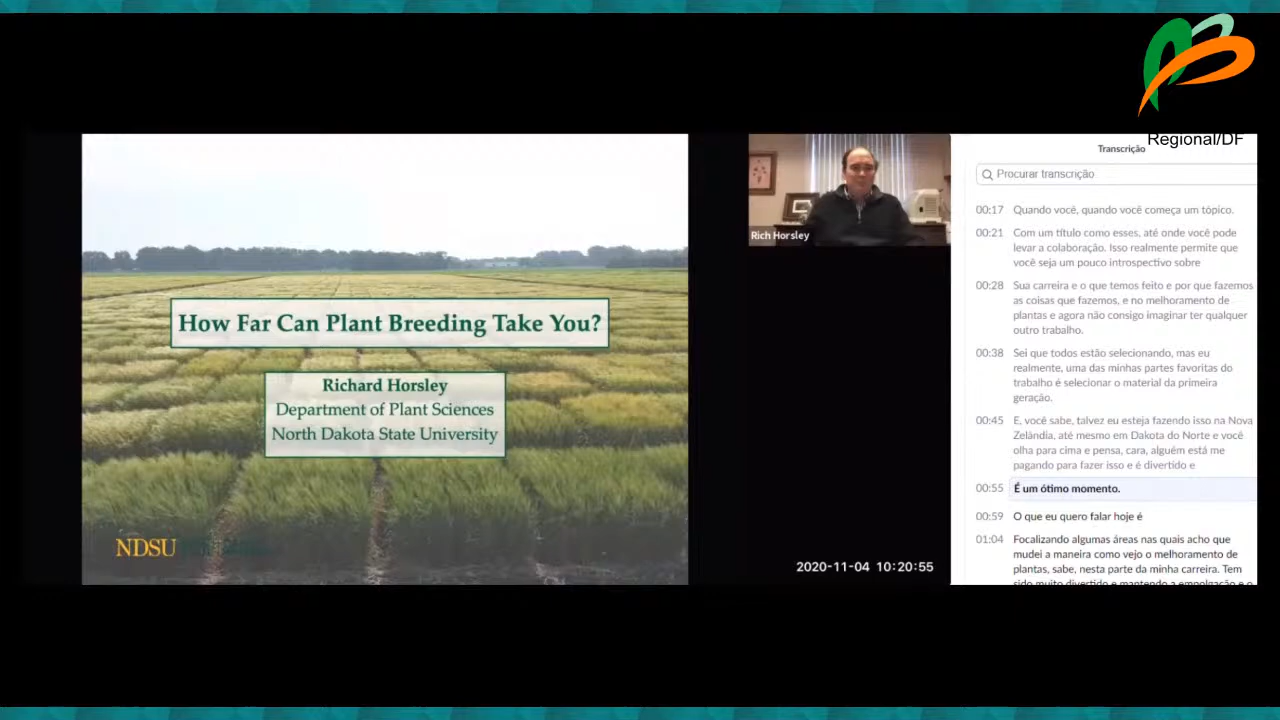 Regional/DF
How Far Can Plant Breeding Take You?
Richard Horsley
Department of Plant Sciences
North Dakota State University
NDSU
Rich Horsley
2020-11-04 10:20:55
Transcrição
Procurar transcrição
00:17 Quando você, quando você começa um tópico.
00:21 Com um título como esses, até onde você pode
levar a colaboração. Isso realmente permite que
você seja um pouco introspectivo sobre
00:28 Sua carreira e o que temos feito e por que fazemos
as coisas que fazemos, e no melhoramento de
plantas e agora não consigo imaginar ter qualquer
outro trabalho.
00:38 Sei que todos estão selecionando, mas eu
realmente, uma das minhas partes favoritas do
trabalho é selecionar o material da primeira
geração.
00:45 E, você sabe, talvez eu esteja fazendo isso na Nova
Zelândia, até mesmo em Dakota do Norte e você
olha para cima e pensa, cara, alguém está me
pagando para fazer isso e é divertido e
00:55 É um ótimo momento.
00:59 O que eu quero falar hoje é
01:04 Focalizando algumas áreas nas quais acho que
mudei a maneira como vejo o melhoramento de
plantas, sabe, nesta parte da minha carreira. Tem
sido muito divertido e mantendo a empolgação e o